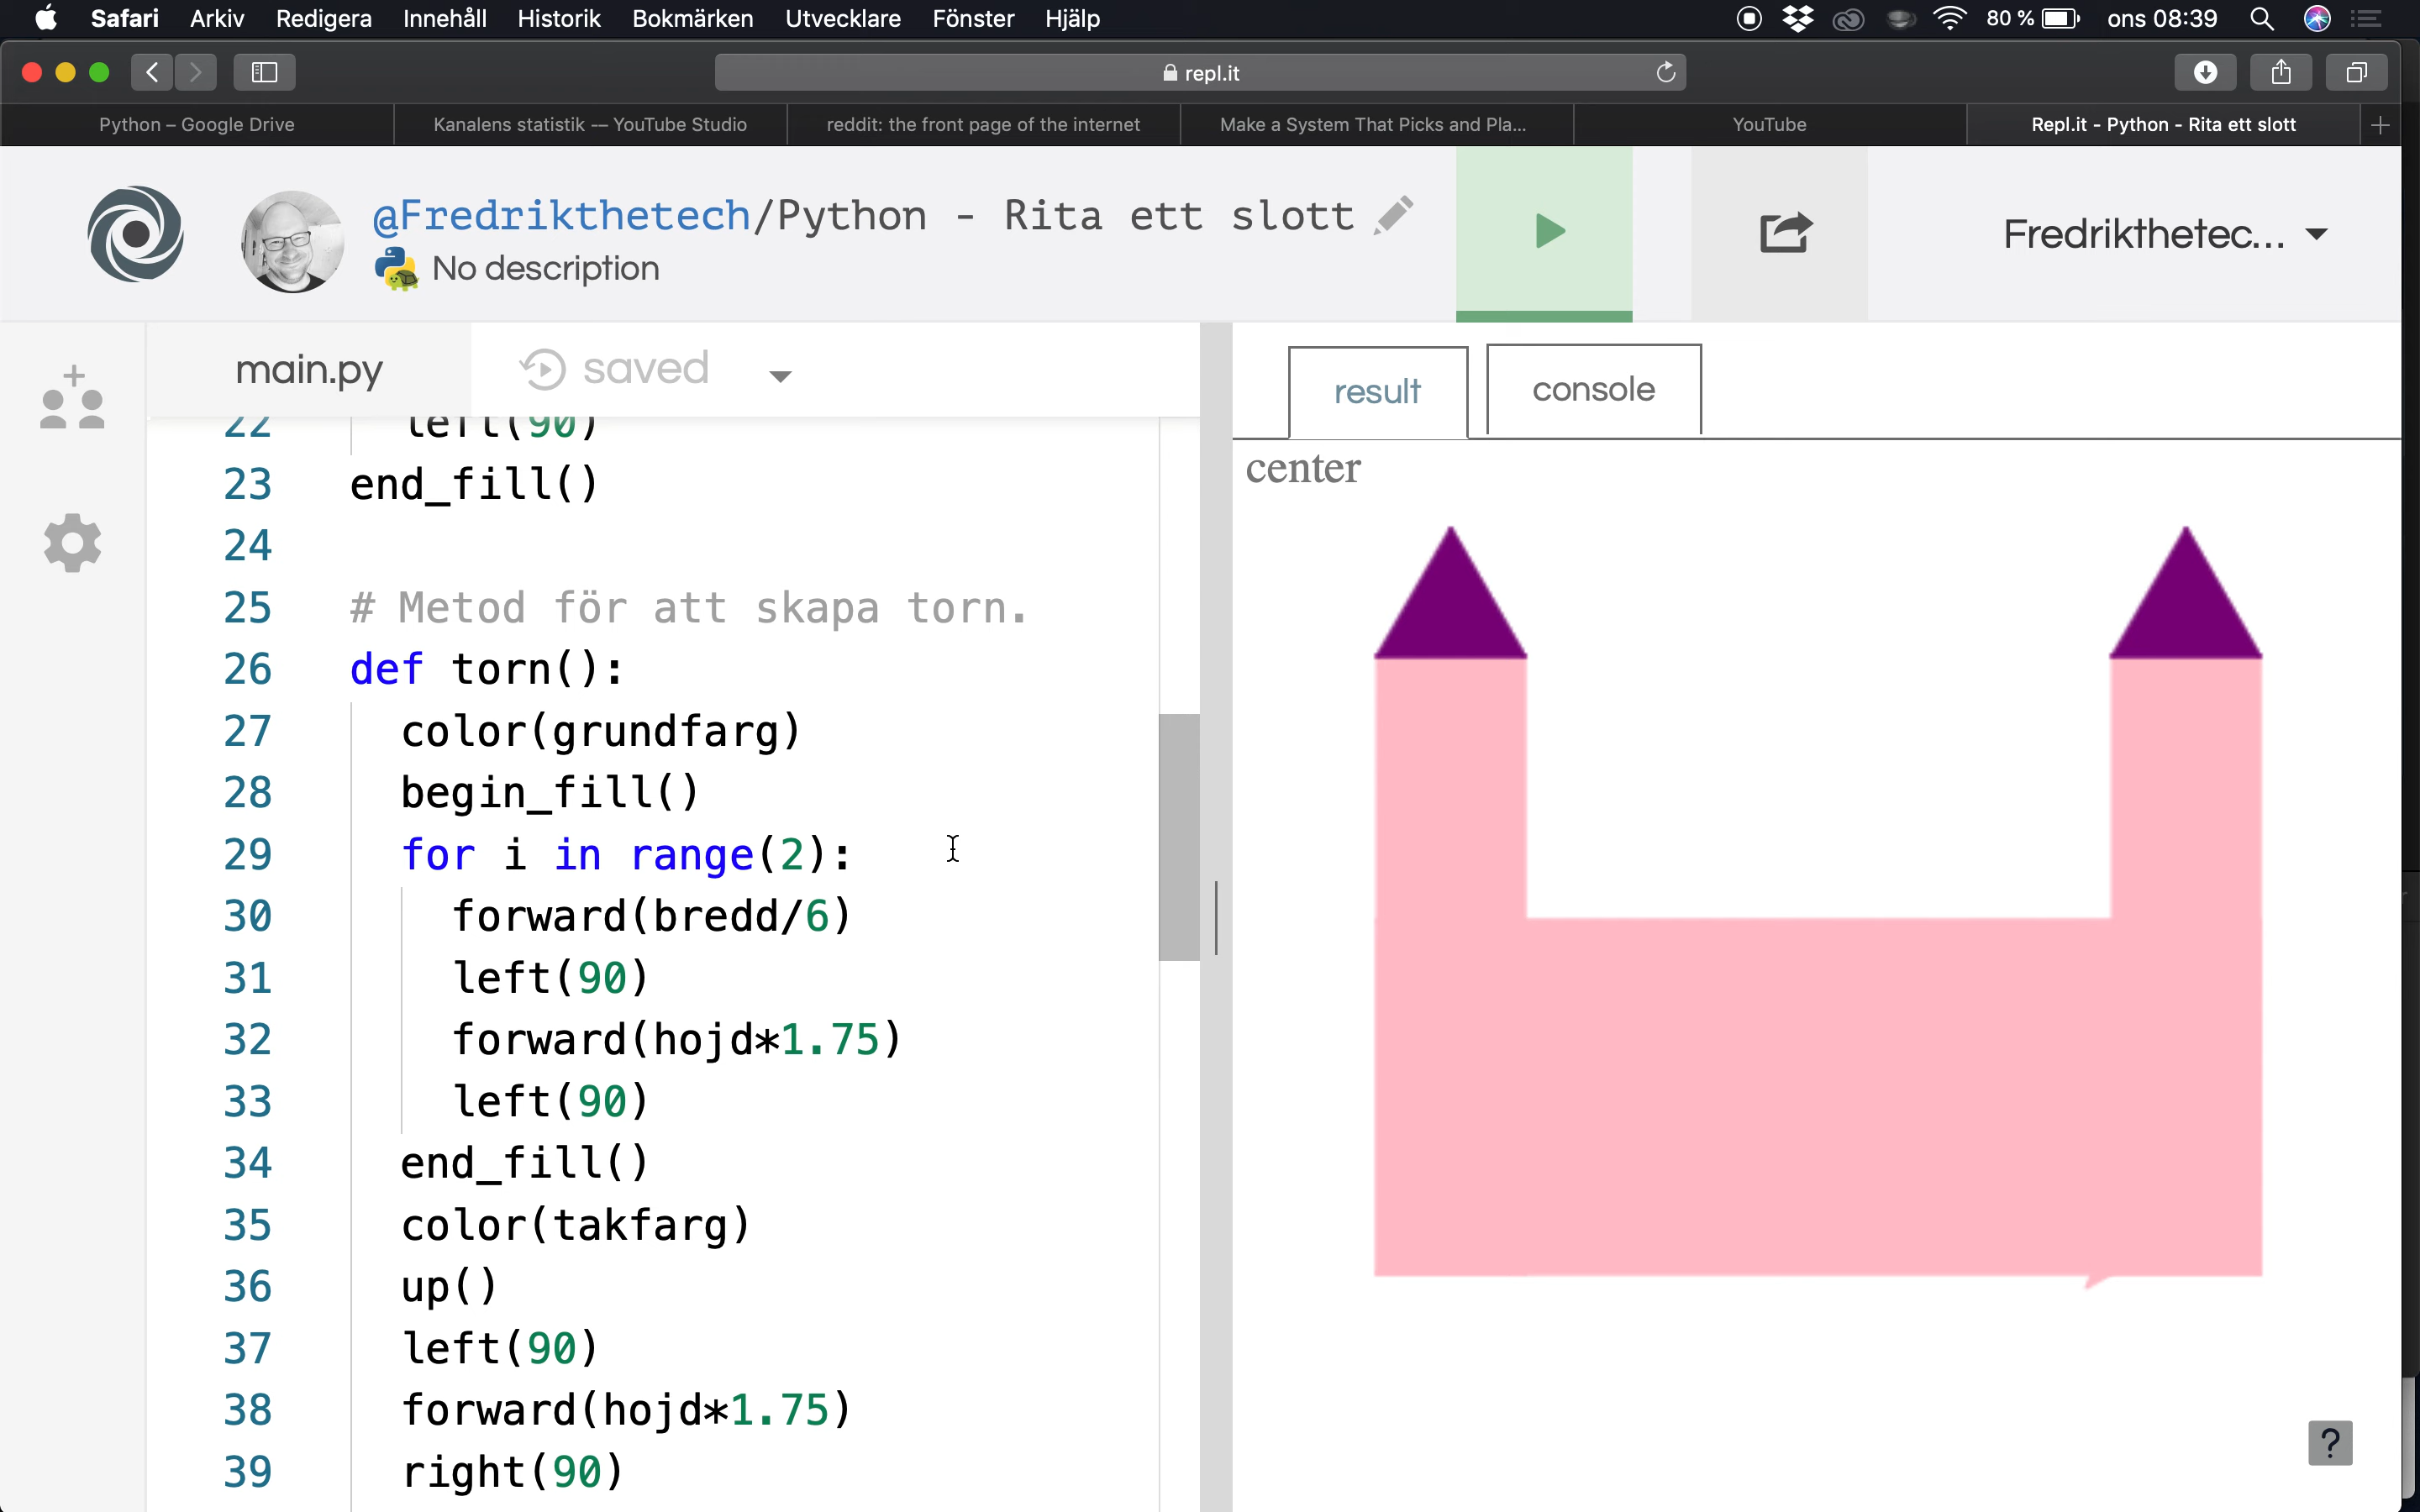 Safari Arkiv Redigera Innehåll Historik Bokmärken Utvecklare Fönster Hjälp 80 % ons 08:39
repl.it
Python – Google Drive Kanalens statistik -– YouTube Studio reddit: the front page of the internet Make a System That Picks and Pla... YouTube Repl.it - Python - Rita ett slott
@Fredrikthetech/Python - Rita ett slott
No description
Fredrikthetec...
main.py saved
result console
center
22 left(90)
23 end_fill()
24
25 # Metod för att skapa torn.
26 def torn():
27 color(grundfarg)
28 begin_fill()
29 for i in range(2):
30 forward(bredd/6)
31 left(90)
32 forward(hojd*1.75)
33 left(90)
34 end_fill()
35 color(takfarg)
36 up()
37 left(90)
38 forward(hojd*1.75)
39 right(90)
?